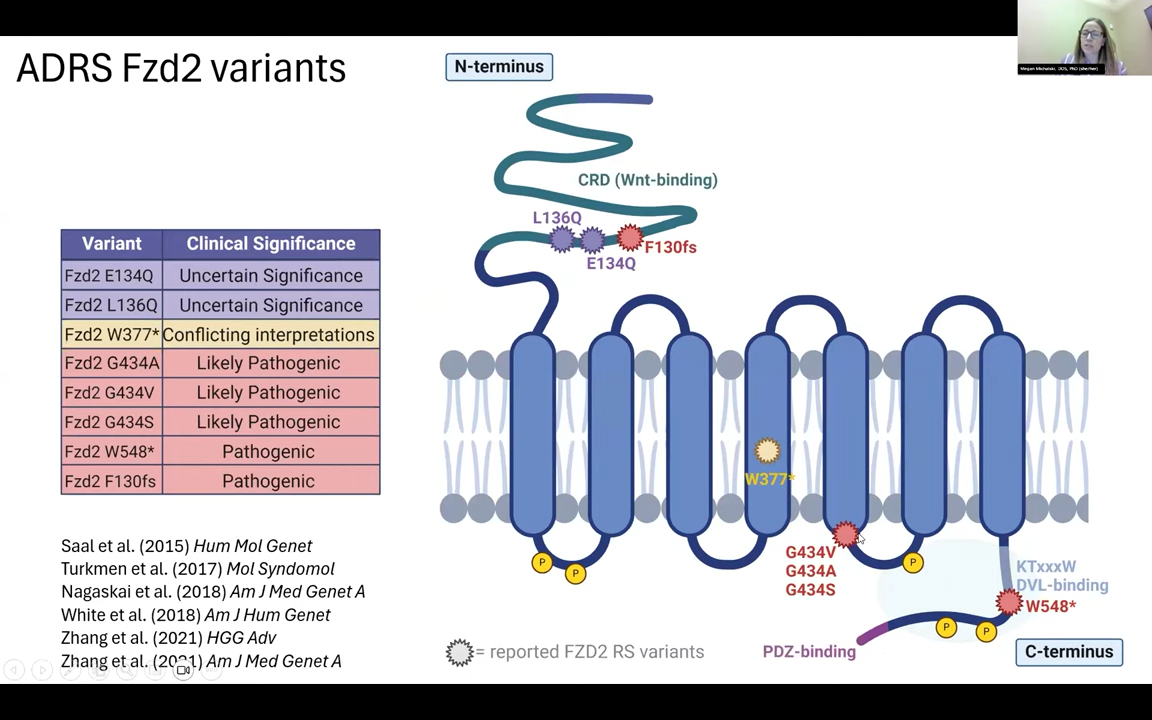 ADRS Fzd2 variants
N-terminus
Megan Michalski, DDS, PhD (she/her)
CRD (Wnt-binding)
L136Q
F130fs
E134Q
Variant Clinical Significance
Fzd2 E134Q Uncertain Significance
Fzd2 L136Q Uncertain Significance
Fzd2 W377* Conflicting interpretations
Fzd2 G434A Likely Pathogenic
Fzd2 G434V Likely Pathogenic
Fzd2 G434S Likely Pathogenic
Fzd2 W548* Pathogenic
Fzd2 F130fs Pathogenic
W377*
G434V
G434A
G434S
P
P
P
P
P
KTxxxW
DVL-binding
W548*
PDZ-binding
C-terminus
= reported FZD2 RS variants
Saal et al. (2015) Hum Mol Genet
Turkmen et al. (2017) Mol Syndomol
Nagaskai et al. (2018) Am J Med Genet A
White et al. (2018) Am J Hum Genet
Zhang et al. (2021) HGG Adv
Zhang et al. (2021) Am J Med Genet A